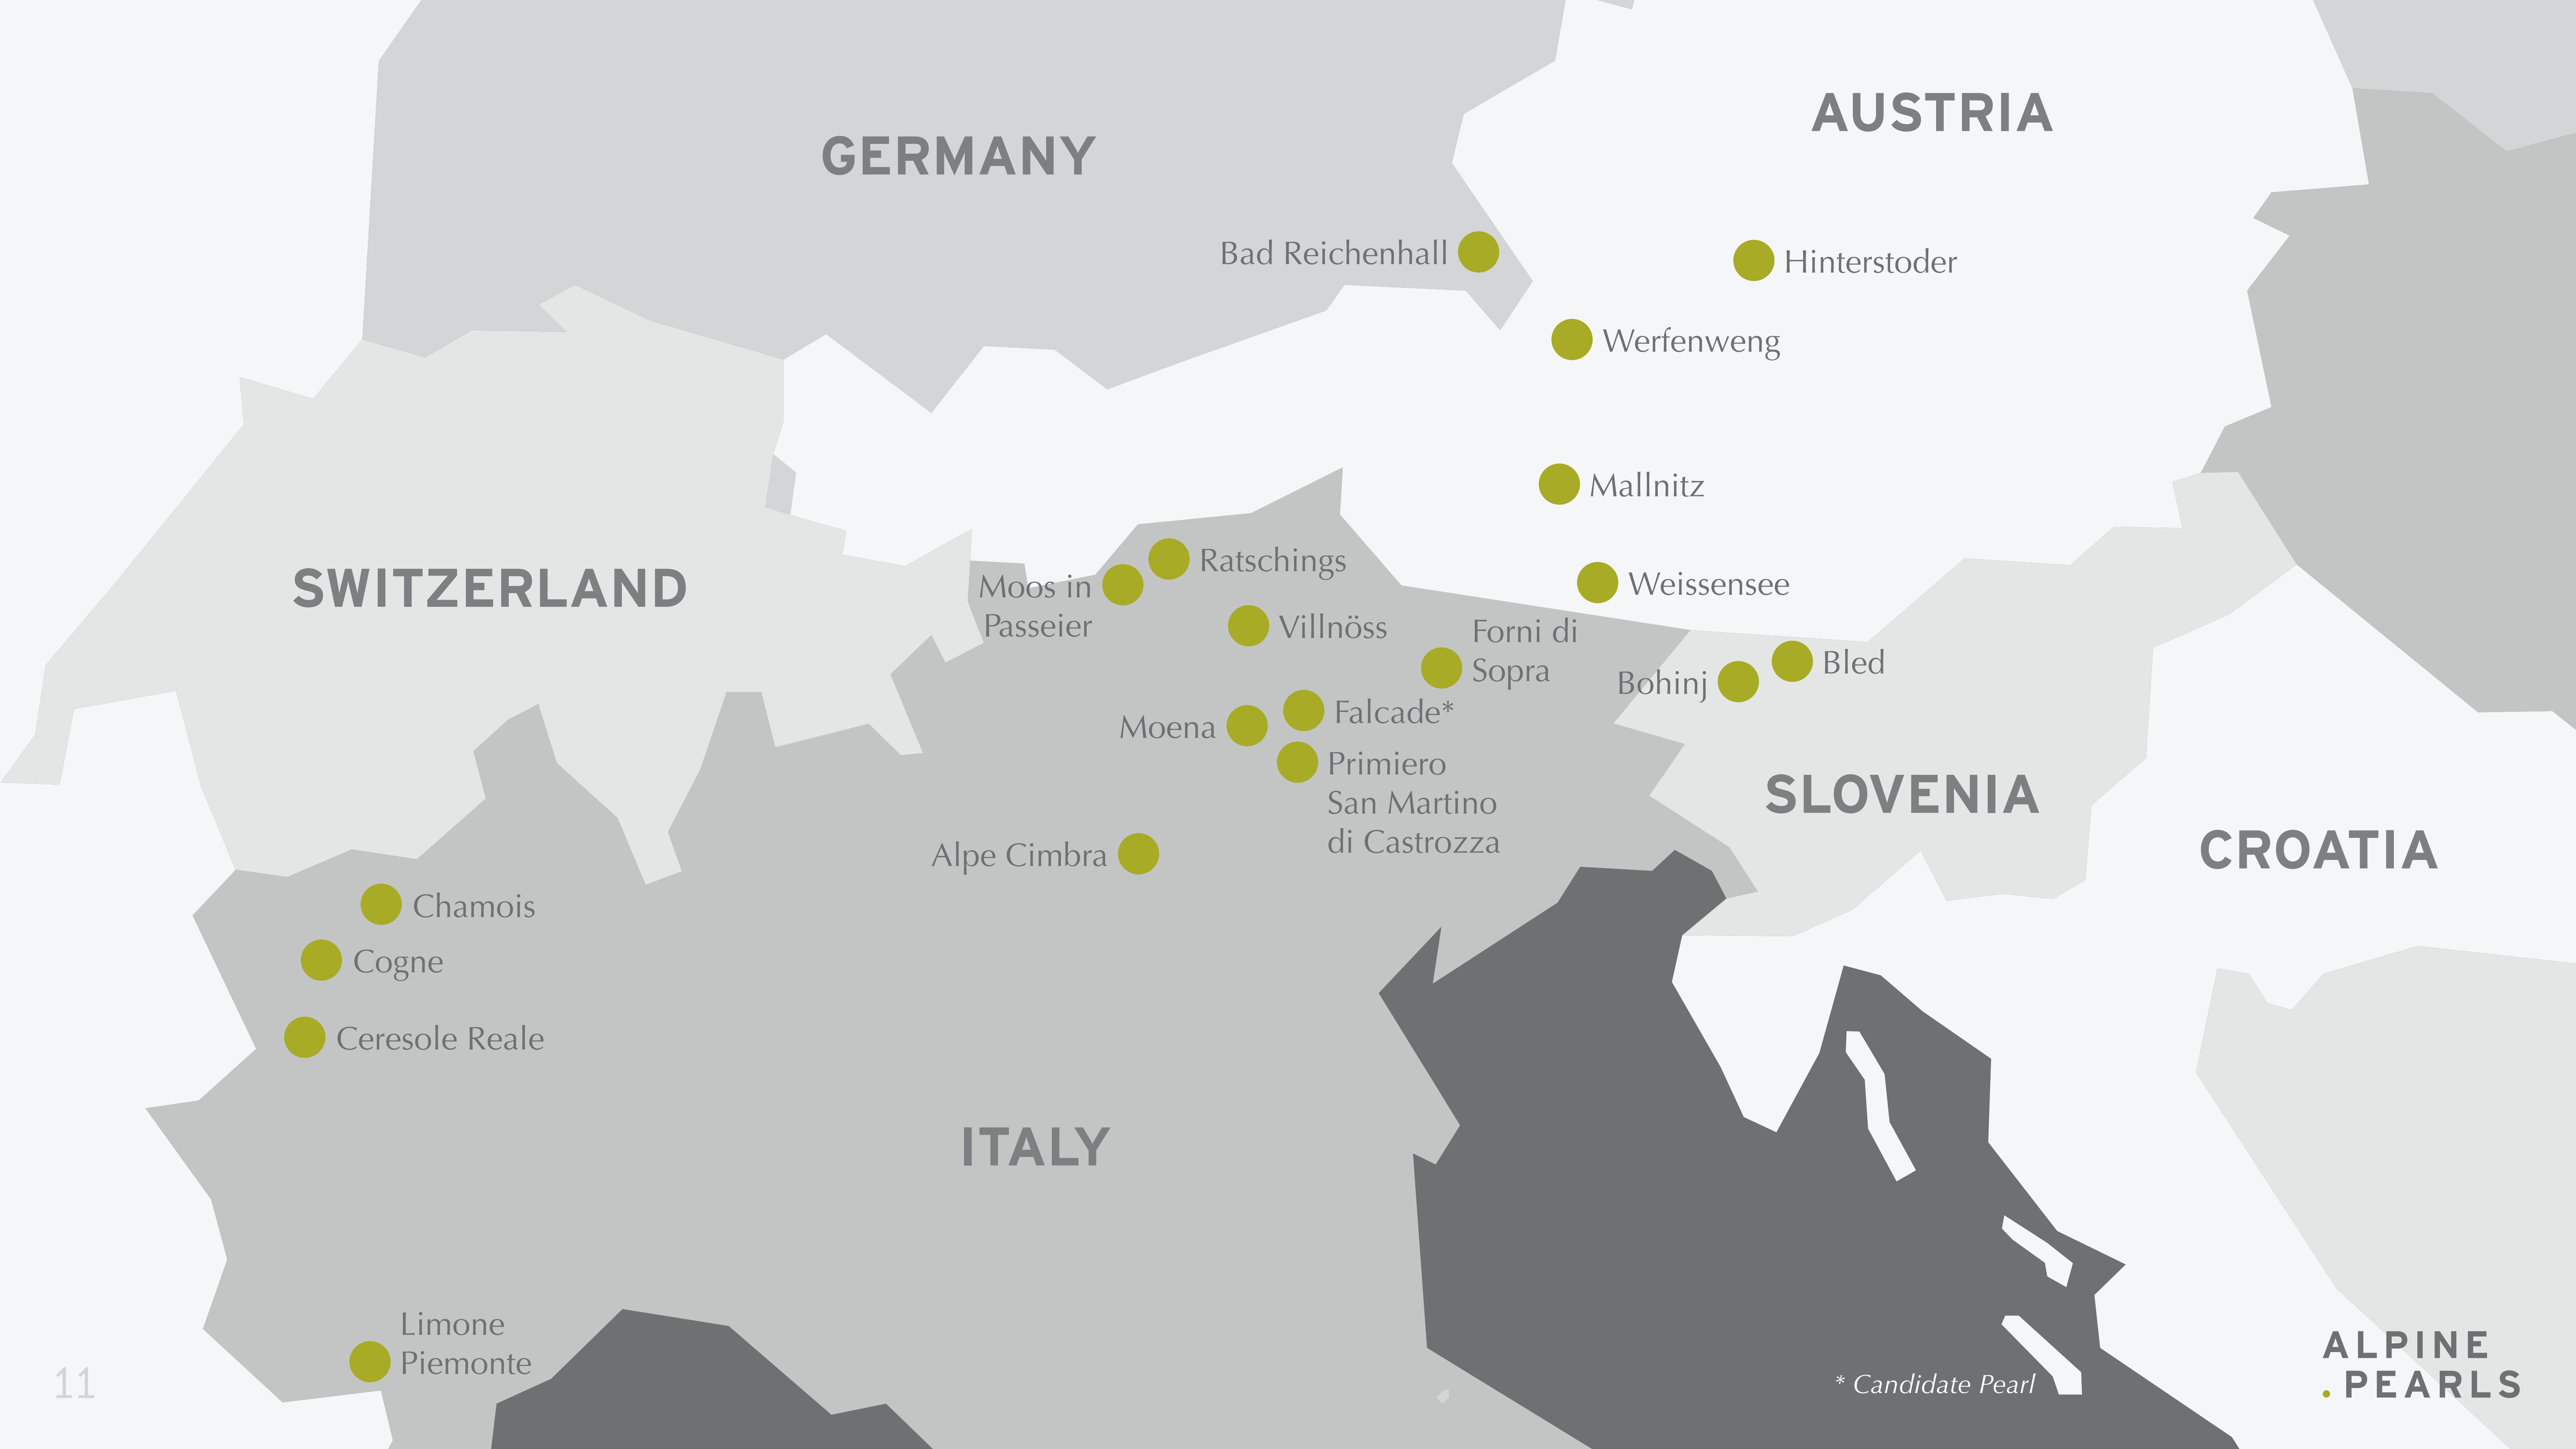 AUSTRIA
GERMANY
Bad Reichenhall
Hinterstoder
Werfenweng
Mallnitz
SWITZERLAND
Ratschings
Moos in
Passeier
Weissensee
Villnöss
Forni di
Sopra
Bled
Bohinj
Falcade*
Moena
Primiero
San Martino
di Castrozza
SLOVENIA
CROATIA
Alpe Cimbra
Chamois
Cogne
Ceresole Reale
ITALY
Limone
Piemonte
11
* Candidate Pearl
ALPINE
. PEARLS